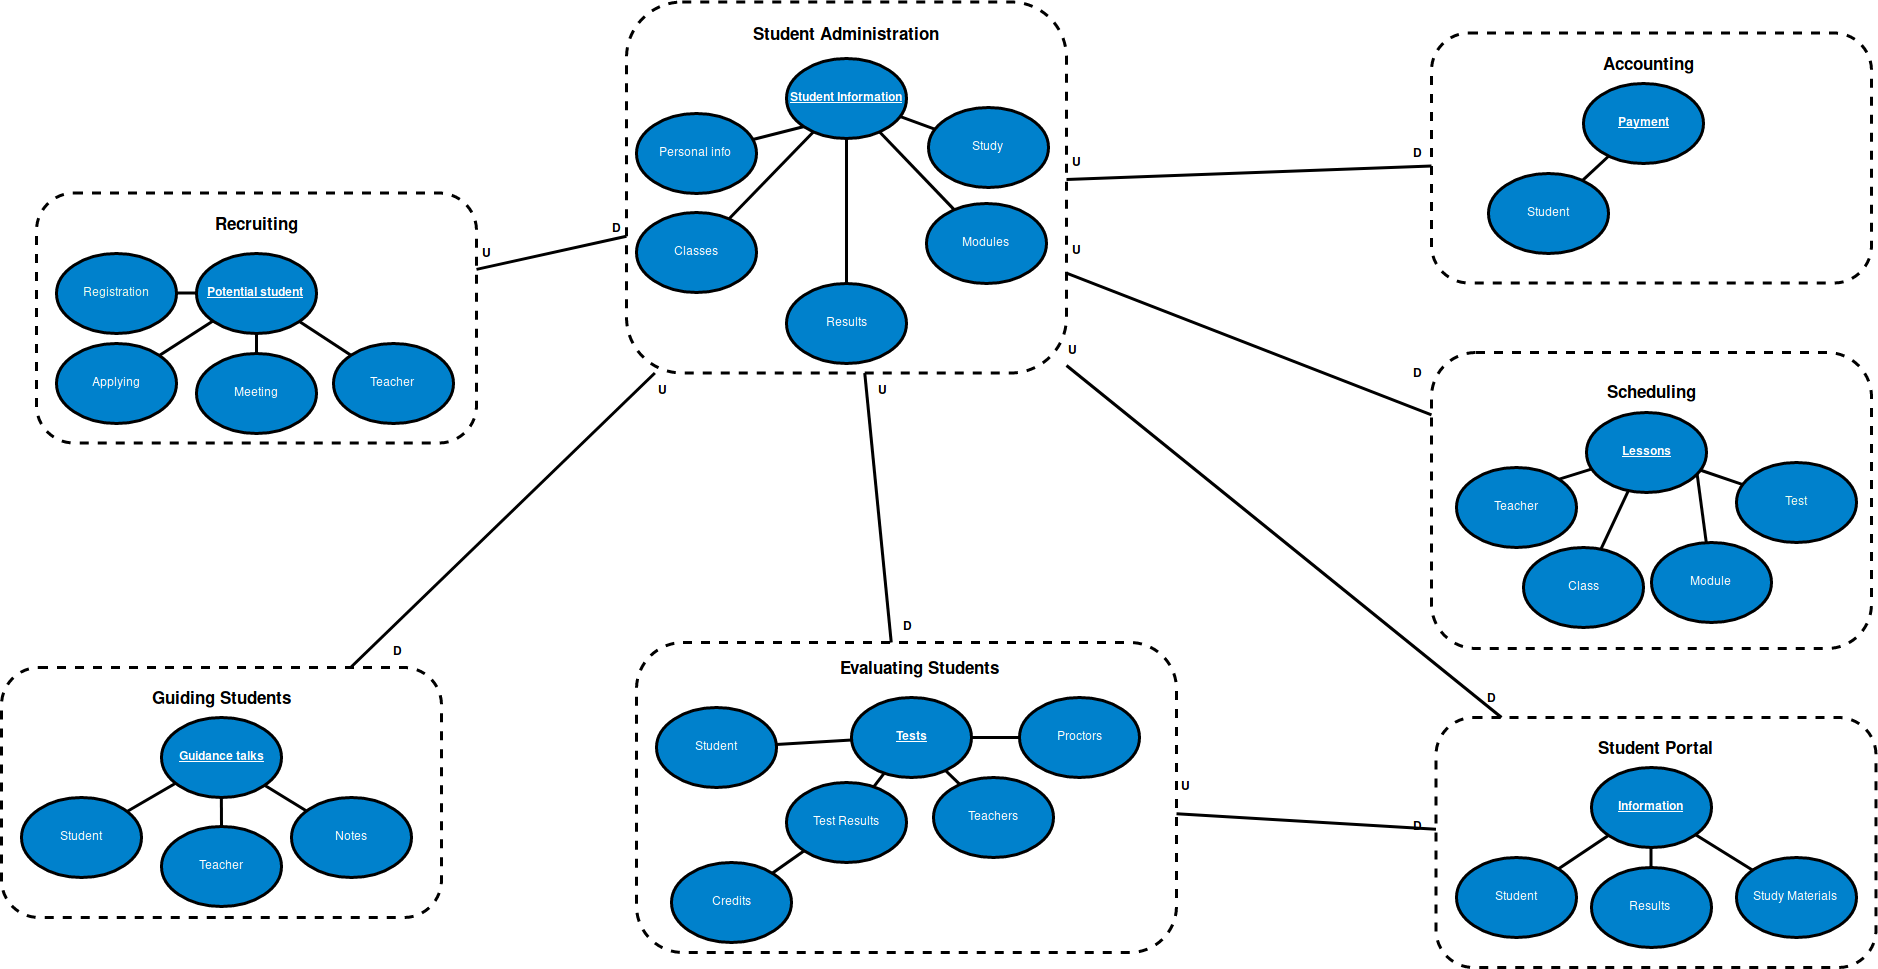 Student Administration
Student Information
Personal info
Study
Classes
Modules
Results
Accounting
Payment
Student
U
D
U
D
Recruiting
Registration
Potential student
Applying
Meeting
Teacher
U
D
U
D
Scheduling
Lessons
Teacher
Test
Class
Module
U
D
U
D
U
D
Guiding Students
Guidance talks
Student
Teacher
Notes
Evaluating Students
Student
Tests
Proctors
Test Results
Teachers
Credits
U
D
Student Portal
Information
Student
Results
Study Materials